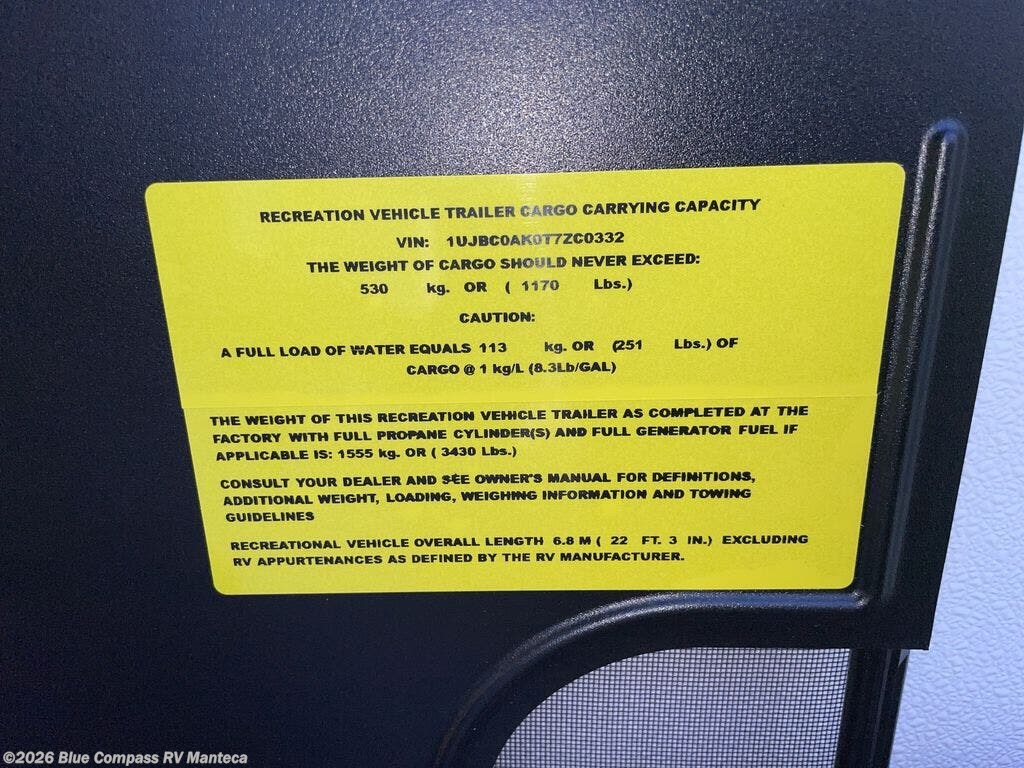 RECREATION VEHICLE TRAILER CARGO CARRYING CAPACITY
VIN: 1UJBC0AK0T7ZC0332
THE WEIGHT OF CARGO SHOULD NEVER EXCEED:
530 kg. OR ( 1170 Lbs.)
CAUTION:
A FULL LOAD OF WATER EQUALS 113 kg. OR (251 Lbs.) OF
CARGO @ 1 kg/L (8.3Lb/GAL)
THE WEIGHT OF THIS RECREATION VEHICLE TRAILER AS COMPLETED AT THE
FACTORY WITH FULL PROPANE CYLINDER(S) AND FULL GENERATOR FUEL IF
APPLICABLE IS: 1555 kg. OR ( 3430 Lbs.)
CONSULT YOUR DEALER AND SEE OWNER'S MANUAL FOR DEFINITIONS,
ADDITIONAL WEIGHT, LOADING, WEIGHING INFORMATION AND TOWING
GUIDELINES
RECREATIONAL VEHICLE OVERALL LENGTH 6.8 M ( 22 FT. 3 IN.) EXCLUDING
RV APPURTENANCES AS DEFINED BY THE RV MANUFACTURER.
©2026 Blue Compass RV Manteca